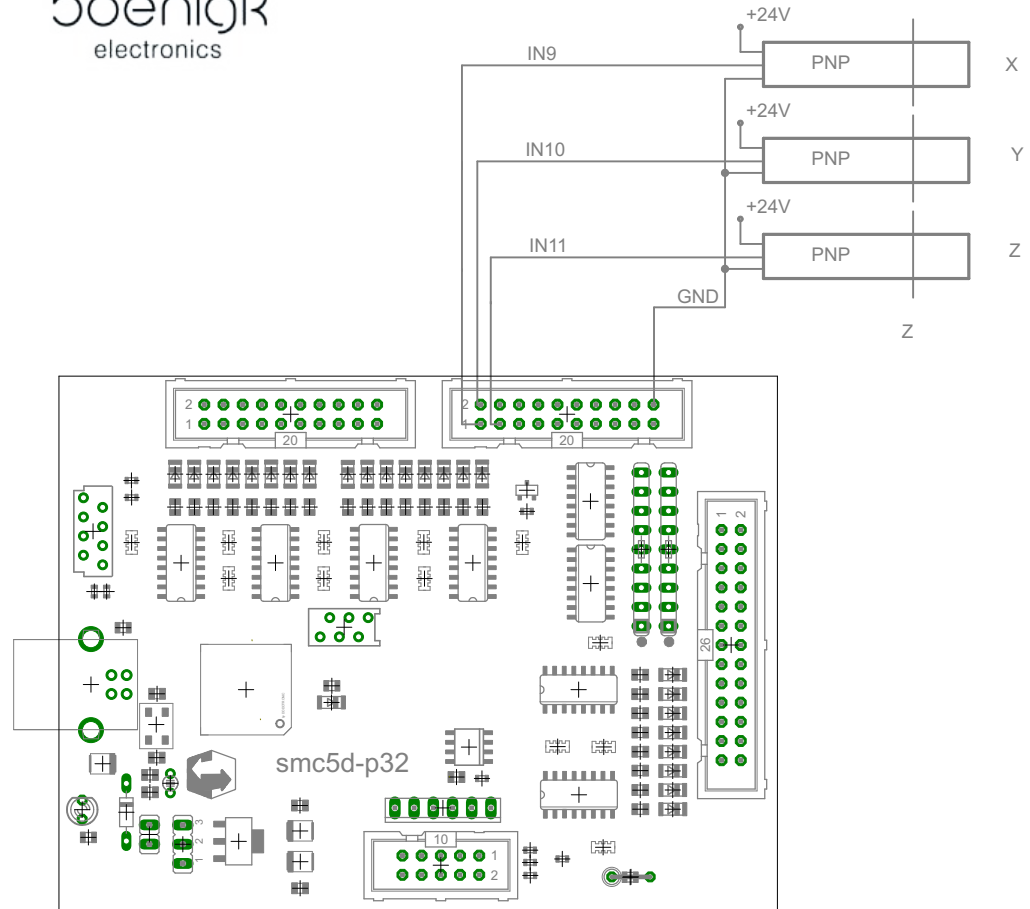 electronics
+24V
IN9
PNP
X
+24V
IN10
PNP
Y
+24V
IN11
PNP
Z
GND
Z
2
1
20
2
1
20
1 2
26
smc5d-p32
3
2
1
10
1
2